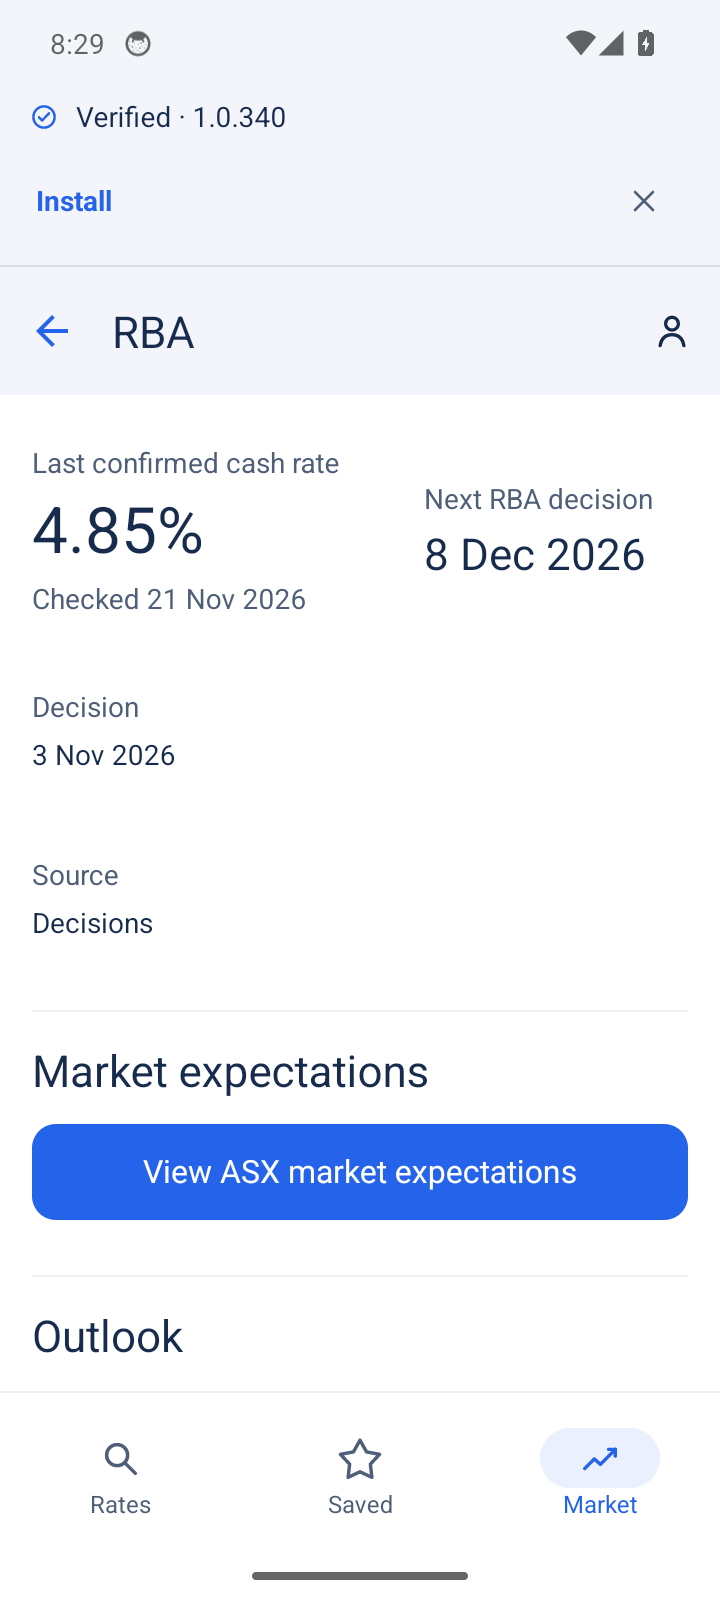 8:29
Verified · 1.0.340
Install
RBA
Last confirmed cash rate
4.85%
Checked 21 Nov 2026
Next RBA decision
8 Dec 2026
Decision
3 Nov 2026
Source
Decisions
Market expectations
View ASX market expectations
Outlook
Rates
Saved
Market